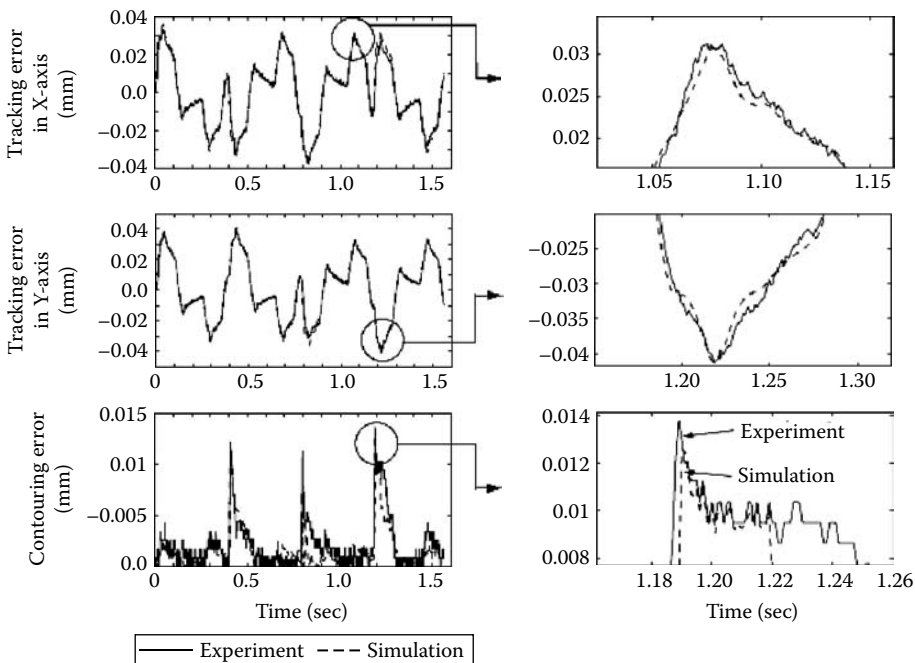 Tracking error
in X-axis
(mm)
0.04
0.02
0.0
−0.02
−0.04
0 0.5 1.0 1.5
0.03
0.025
0.02
1.05 1.10 1.15
Tracking error
in Y-axis
(mm)
0.04
0.02
0.0
−0.02
−0.04
0 0.5 1.0 1.5
−0.025
−0.03
−0.035
−0.04
1.20 1.25 1.30
Contouring error
(mm)
0.015
0.01
−0.005
0.0
0 0.5 1.0 1.5
Time (sec)
0.014
0.012
0.01
0.008
Experiment
Simulation
1.18 1.20 1.22 1.24 1.26
Time (sec)
Experiment Simulation